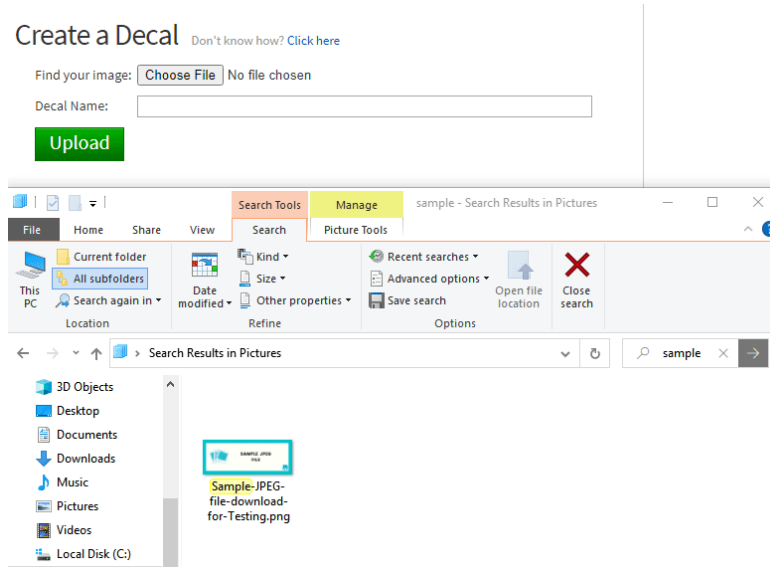 Create a Decal Don't know how? Click here
Find your image: Choose File No file chosen
Decal Name:
Upload
Search Tools Manage sample - Search Results in Pictures
File Home Share View Search Picture Tools
Current folder
All subfolders
Search again in
This PC
Location
Date modified
Kind
Size
Other properties
Refine
Recent searches
Advanced options
Save search
Open file location
Options
Close search
Search Results in Pictures
sample
3D Objects
Desktop
Documents
Downloads
Music
Pictures
Videos
Local Disk (C:)
SAMPLE JPEG
FILE
Sample-JPEG-
file-download-
for-Testing.png